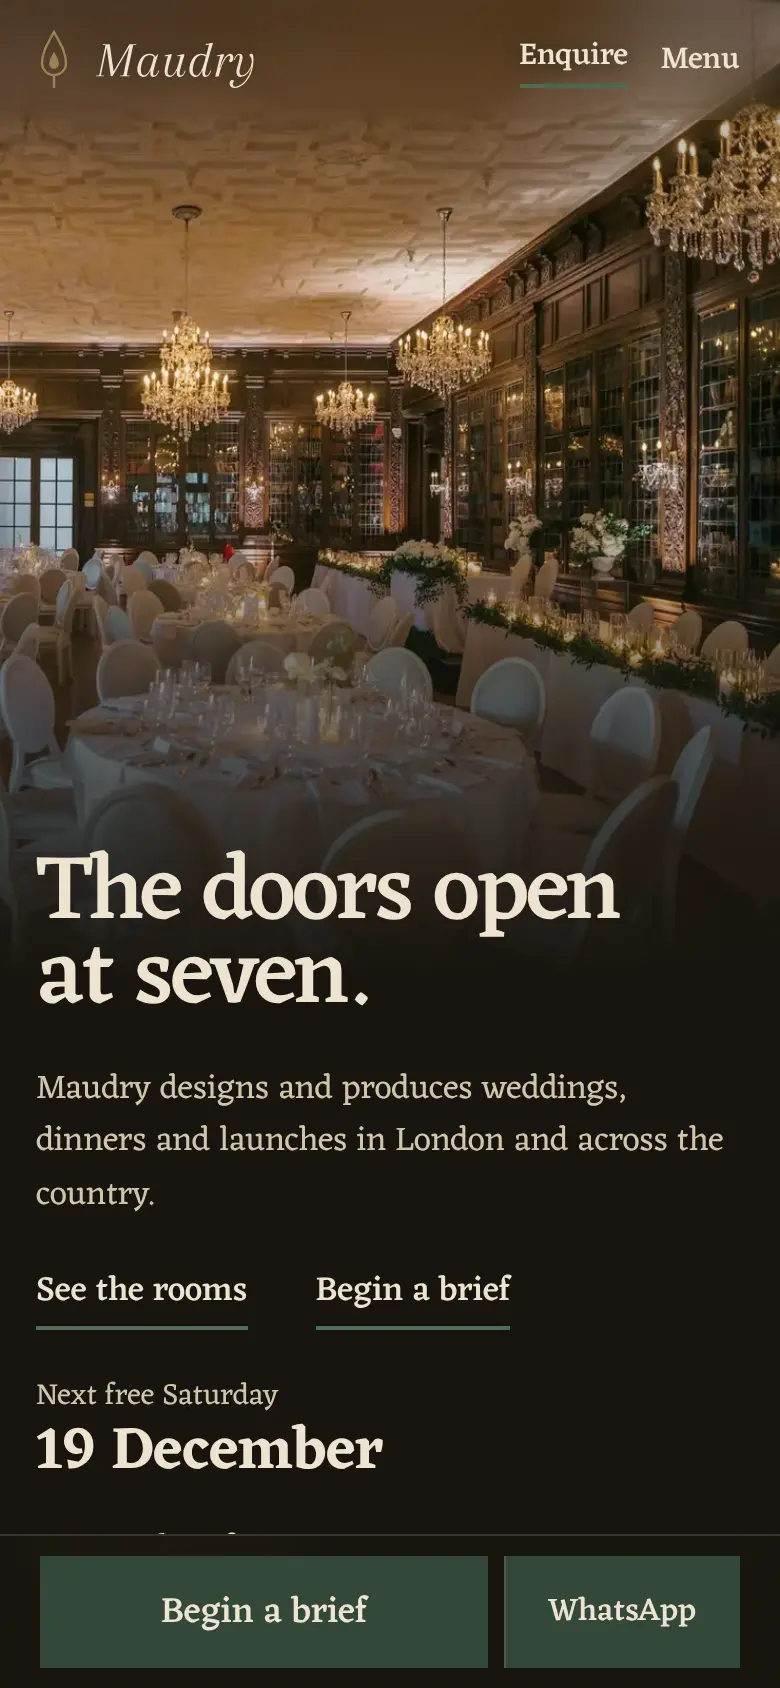 Maudry
Enquire
Menu
The doors open
at seven.
Maudry designs and produces weddings,
dinners and launches in London and across the
country.
See the rooms
Begin a brief
Next free Saturday
19 December
Begin a brief
WhatsApp